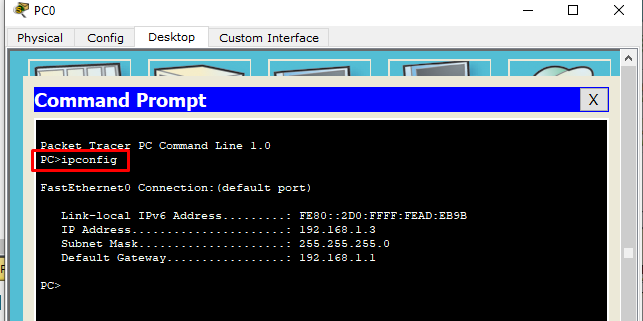 PC0
Physical Config Desktop Custom Interface
Command Prompt X
Packet Tracer PC Command Line 1.0
PC>ipconfig
FastEthernet0 Connection:(default port)
Link-local IPv6 Address.........: FE80::2D0:FFFF:FEAD:EB9B
IP Address......................: 192.168.1.3
Subnet Mask.....................: 255.255.255.0
Default Gateway.................: 192.168.1.1
PC>